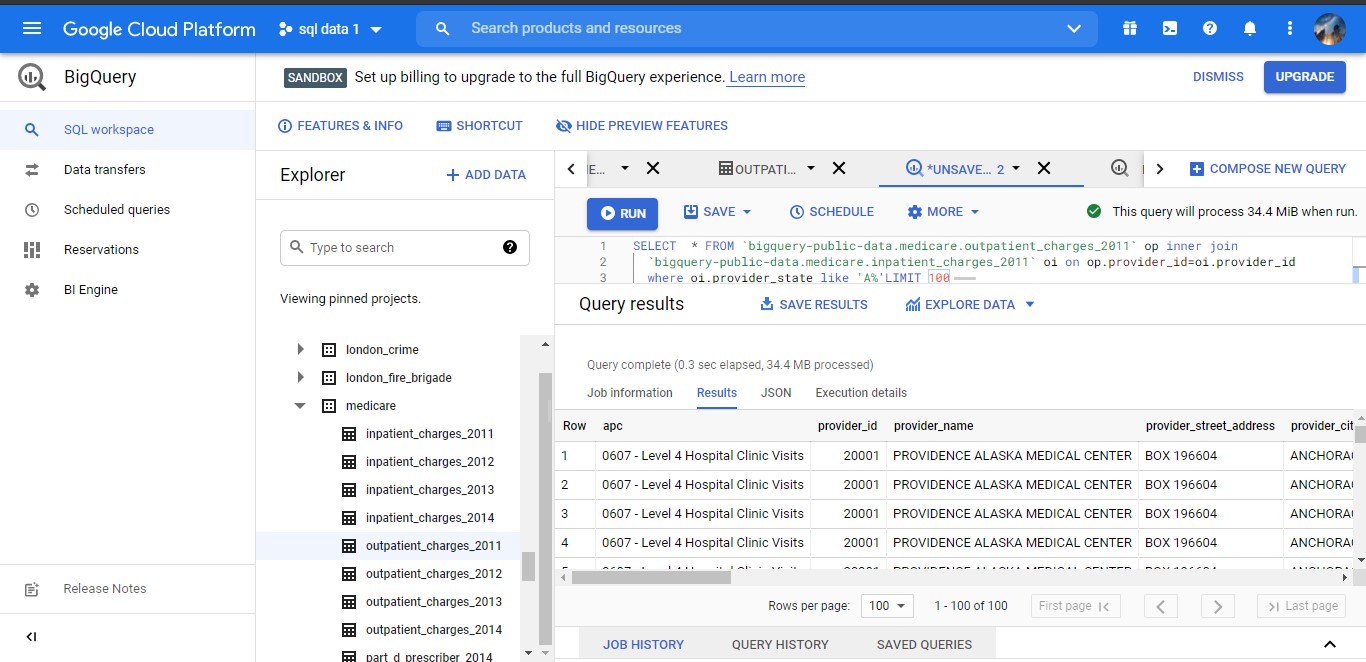 Google Cloud Platform
sql data 1
Search products and resources
BigQuery
SANDBOX Set up billing to upgrade to the full BigQuery experience. Learn more
DISMISS
UPGRADE
SQL workspace
Data transfers
Scheduled queries
Reservations
BI Engine
Release Notes
FEATURES & INFO
SHORTCUT
HIDE PREVIEW FEATURES
Explorer
ADD DATA
Type to search
Viewing pinned projects.
london_crime
london_fire_brigade
medicare
inpatient_charges_2011
inpatient_charges_2012
inpatient_charges_2013
inpatient_charges_2014
outpatient_charges_2011
outpatient_charges_2012
outpatient_charges_2013
outpatient_charges_2014
part_d_prescriber_2014
E...
OUTPATI...
*UNSAVE... 2
COMPOSE NEW QUERY
RUN
SAVE
SCHEDULE
MORE
This query will process 34.4 MiB when run.
1 SELECT * FROM `bigquery-public-data.medicare.outpatient_charges_2011` op inner join
2 `bigquery-public-data.medicare.inpatient_charges_2011` oi on op.provider_id=oi.provider_id
3 where oi.provider_state like 'A%'LIMIT 100
Query results
SAVE RESULTS
EXPLORE DATA
Query complete (0.3 sec elapsed, 34.4 MB processed)
Job information Results JSON Execution details
Row apc provider_id provider_name provider_street_address provider_cit
1 0607 - Level 4 Hospital Clinic Visits 20001 PROVIDENCE ALASKA MEDICAL CENTER BOX 196604 ANCHORA
2 0607 - Level 4 Hospital Clinic Visits 20001 PROVIDENCE ALASKA MEDICAL CENTER BOX 196604 ANCHORA
3 0607 - Level 4 Hospital Clinic Visits 20001 PROVIDENCE ALASKA MEDICAL CENTER BOX 196604 ANCHORA
4 0607 - Level 4 Hospital Clinic Visits 20001 PROVIDENCE ALASKA MEDICAL CENTER BOX 196604 ANCHORA
Rows per page: 100 1 - 100 of 100 First page Last page
JOB HISTORY QUERY HISTORY SAVED QUERIES